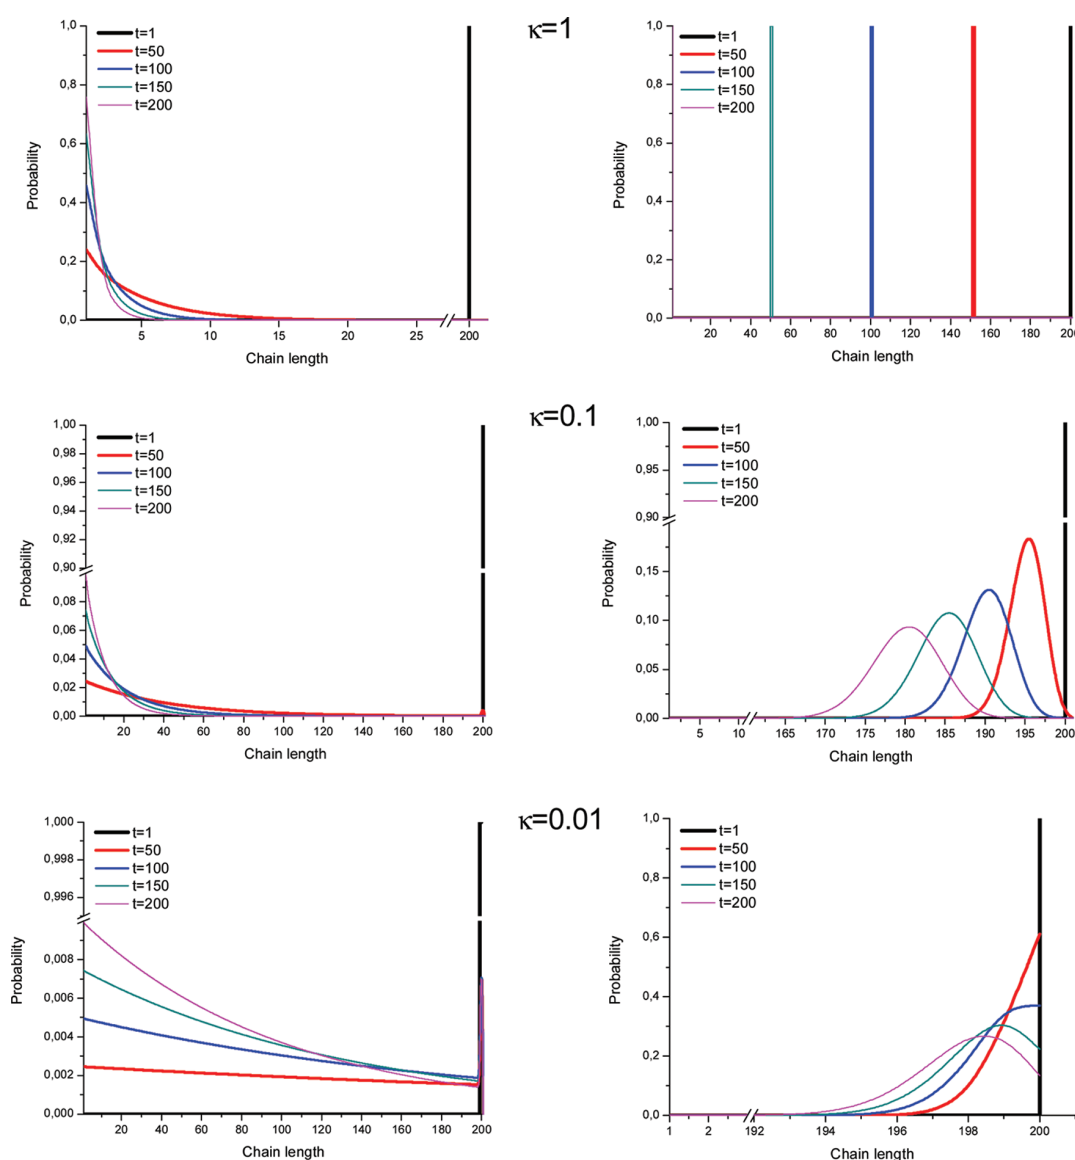 κ=1
1,0
0,8
0,6
0,4
0,2
0,0
Probability
t=1
t=50
t=100
t=150
t=200
5 10 15 20 25 200
Chain length
1,0
0,8
0,6
0,4
0,2
0,0
Probability
t=1
t=50
t=100
t=150
t=200
20 40 60 80 100 120 140 160 180 200
Chain length
κ=0.1
1,00
0,98
0,96
0,94
0,92
0,90
0,08
0,06
0,04
0,02
0,00
Probability
t=1
t=50
t=100
t=150
t=200
20 40 60 80 100 120 140 160 180 200
Chain length
1,00
0,95
0,90
0,15
0,10
0,05
0,00
Probability
t=1
t=50
t=100
t=150
t=200
5 10 165 170 175 180 185 190 195 200
Chain length
κ=0.01
1,000
0,998
0,996
0,008
0,006
0,004
0,002
0,000
Probability
t=1
t=50
t=100
t=150
t=200
20 40 60 80 100 120 140 160 180 200
Chain length
1,0
0,8
0,6
0,4
0,2
0,0
Probability
t=1
t=50
t=100
t=150
t=200
1 2 192 194 196 198 200
Chain length